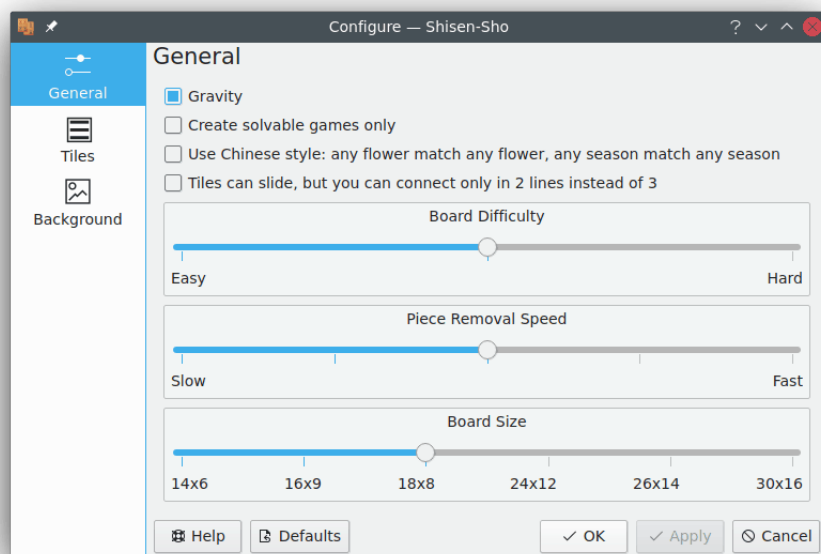 Configure — Shisen-Sho
General
General
Tiles
Background
Gravity
Create solvable games only
Use Chinese style: any flower match any flower, any season match any season
Tiles can slide, but you can connect only in 2 lines instead of 3
Board Difficulty
Easy Hard
Piece Removal Speed
Slow Fast
Board Size
14x6 16x9 18x8 24x12 26x14 30x16
Help Defaults OK Apply Cancel